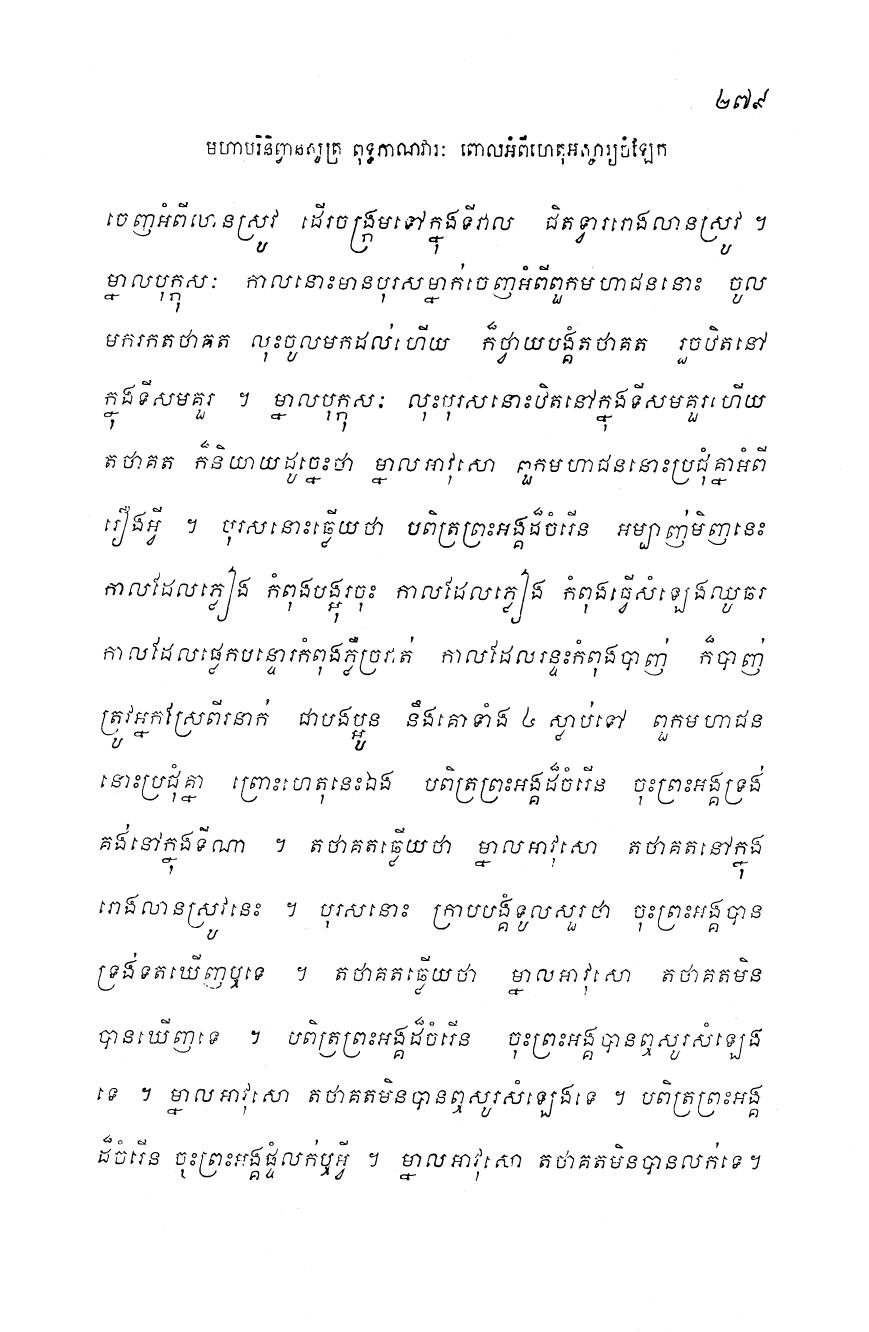 ២៧៩
មហាបរិនិព្វានសូត្រ ពុទ្ធភាណវារៈ ពោលអំពីហេតុអស្ចារ្យចំឡែក
ចេញអំពីលានស្រូវ ដើរចង្ក្រមទៅក្នុងទីវាល ជិតទ្វាររោងលានស្រូវ ។
ម្នាលបុក្កុសៈ កាលនោះមានបុរសម្នាក់ចេញអំពីពួកមហាជននោះ ចូល
មករកតថាគត លុះចូលមកដល់ហើយ ក៏ថ្វាយបង្គំតថាគត រួចឋិតនៅ
ក្នុងទីសមគួរ ។ ម្នាលបុក្កុសៈ លុះបុរសនោះឋិតនៅក្នុងទីសមគួរហើយ
តថាគត ក៏និយាយដូច្នេះថា ម្នាលអាវុសោ ពួកមហាជននោះប្រជុំគ្នាអំពី
រឿងអ្វី ។ បុរសនោះឆ្លើយថា បពិត្រព្រះអង្គដ៏ចំរើន អម្បាញ់មិញនេះ
កាលដែលភ្លៀង កំពុងបង្អុរចុះ កាលដែលភ្លៀង កំពុងធ្វើសំឡេងឈូឆរ
កាលដែលផ្លេកបន្ទោរកំពុងភ្លឺច្រវាត់ កាលដែលរន្ទះកំពុងបាញ់ ក៏បាញ់
ត្រូវអ្នកស្រែពីរនាក់ ជាបងប្អូន នឹងគោទាំង ៤ ស្លាប់ទៅ ពួកមហាជន
នោះប្រជុំគ្នា ព្រោះហេតុនេះឯង បពិត្រព្រះអង្គដ៏ចំរើន ចុះព្រះអង្គទ្រង់
គង់នៅក្នុងទីណា ។ តថាគតឆ្លើយថា ម្នាលអាវុសោ តថាគតនៅក្នុង
រោងលានស្រូវនេះ ។ បុរសនោះ ក្រាបបង្គំទូលសួរថា ចុះព្រះអង្គបាន
ទ្រង់ទតឃើញឬទេ ។ តថាគតឆ្លើយថា ម្នាលអាវុសោ តថាគតមិន
បានឃើញទេ ។ បពិត្រព្រះអង្គដ៏ចំរើន ចុះព្រះអង្គបានឮសូរសំឡេង
ទេ ។ ម្នាលអាវុសោ តថាគតមិនបានឮសូរសំឡេងទេ ។ បពិត្រព្រះអង្គ
ដ៏ចំរើន ចុះព្រះអង្គផ្ទំលក់ឬអ្វី ។ ម្នាលអាវុសោ តថាគតមិនបានលក់ទេ។